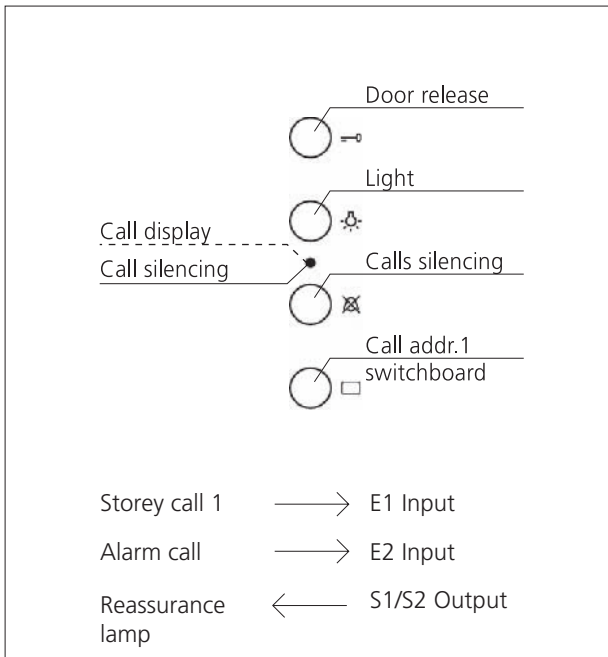 Door release
Light
Call display
Call silencing
Calls silencing
Call addr.1
switchboard
Storey call 1
E1 Input
Alarm call
E2 Input
Reassurance
lamp
S1/S2 Output